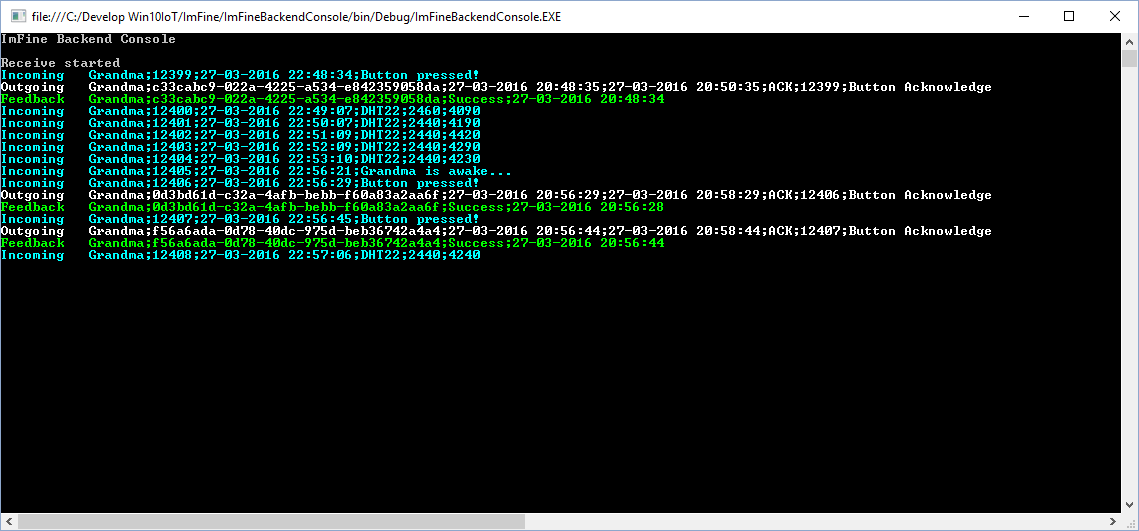 file:///C:/Develop Win10IoT/ImFine/ImFineBackendConsole/bin/Debug/ImFineBackendConsole.EXE
ImFine Backend Console
Receive started
Incoming Grandma;12399;27-03-2016 22:48:34;Button pressed!
Outgoing Grandma;c33cabc9-022a-4225-a534-e842359058da;27-03-2016 20:48:35;27-03-2016 20:50:35;ACK;12399;Button Acknowledge
Feedback Grandma;c33cabc9-022a-4225-a534-e842359058da;Success;27-03-2016 20:48:34
Incoming Grandma;12400;27-03-2016 22:49:07;DHT22;2460;4090
Incoming Grandma;12401;27-03-2016 22:50:07;DHT22;2440;4190
Incoming Grandma;12402;27-03-2016 22:51:09;DHT22;2440;4420
Incoming Grandma;12403;27-03-2016 22:52:09;DHT22;2440;4290
Incoming Grandma;12404;27-03-2016 22:53:10;DHT22;2440;4230
Incoming Grandma;12405;27-03-2016 22:56:21;Grandma is awake...
Incoming Grandma;12406;27-03-2016 22:56:29;Button pressed!
Outgoing Grandma;0d3bd61d-c32a-4afb-bebb-f60a83a2aa6f;27-03-2016 20:56:29;27-03-2016 20:58:29;ACK;12406;Button Acknowledge
Feedback Grandma;0d3bd61d-c32a-4afb-bebb-f60a83a2aa6f;Success;27-03-2016 20:56:28
Incoming Grandma;12407;27-03-2016 22:56:45;Button pressed!
Outgoing Grandma;f56a6ada-0d78-40dc-975d-beb36742a4a4;27-03-2016 20:56:44;27-03-2016 20:58:44;ACK;12407;Button Acknowledge
Feedback Grandma;f56a6ada-0d78-40dc-975d-beb36742a4a4;Success;27-03-2016 20:56:44
Incoming Grandma;12408;27-03-2016 22:57:06;DHT22;2440;4240